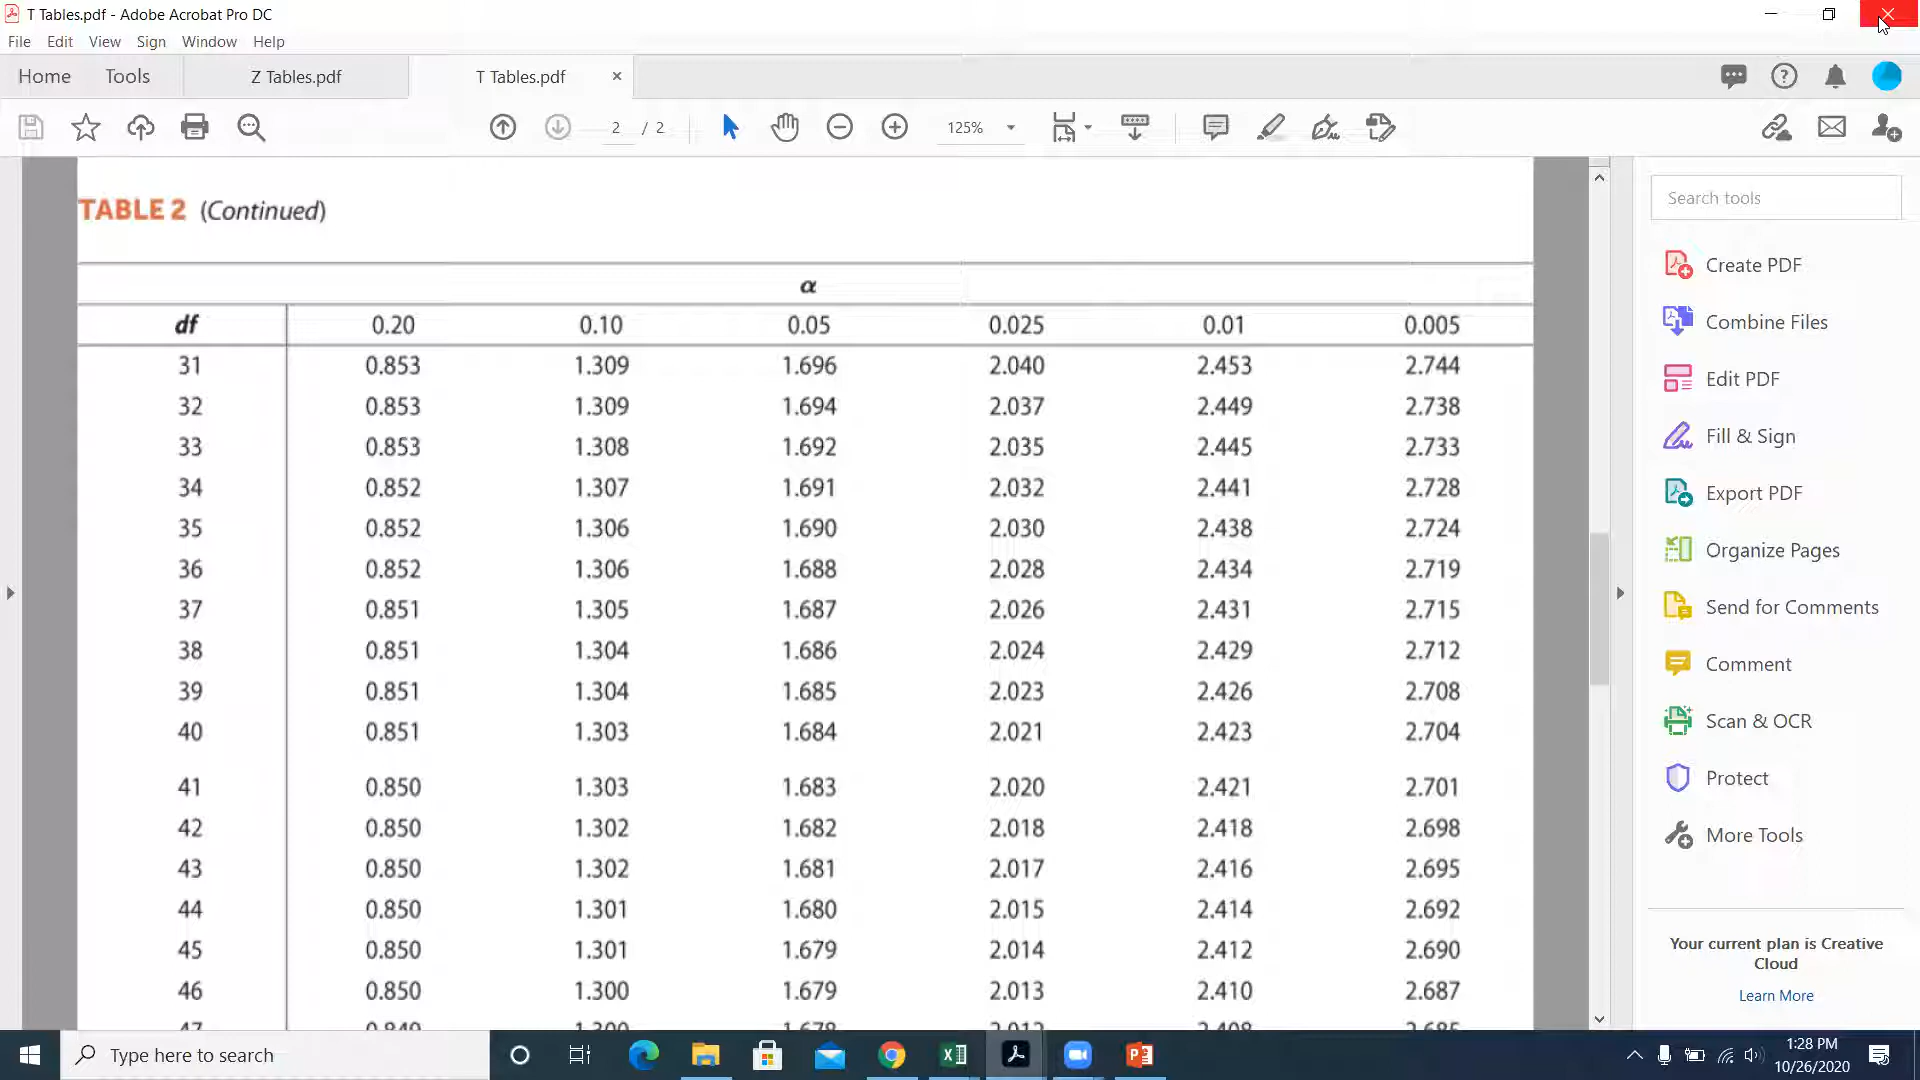 T Tables.pdf - Adobe Acrobat Pro DC
File Edit View Sign Window Help
Home Tools Z Tables.pdf T Tables.pdf ×
2 / 2 125%
TABLE 2 (Continued)
α
df 0.20 0.10 0.05 0.025 0.01 0.005
31 0.853 1.309 1.696 2.040 2.453 2.744
32 0.853 1.309 1.694 2.037 2.449 2.738
33 0.853 1.308 1.692 2.035 2.445 2.733
34 0.852 1.307 1.691 2.032 2.441 2.728
35 0.852 1.306 1.690 2.030 2.438 2.724
36 0.852 1.306 1.688 2.028 2.434 2.719
37 0.851 1.305 1.687 2.026 2.431 2.715
38 0.851 1.304 1.686 2.024 2.429 2.712
39 0.851 1.304 1.685 2.023 2.426 2.708
40 0.851 1.303 1.684 2.021 2.423 2.704
41 0.850 1.303 1.683 2.020 2.421 2.701
42 0.850 1.302 1.682 2.018 2.418 2.698
43 0.850 1.302 1.681 2.017 2.416 2.695
44 0.850 1.301 1.680 2.015 2.414 2.692
45 0.850 1.301 1.679 2.014 2.412 2.690
46 0.850 1.300 1.679 2.013 2.410 2.687
Search tools
Create PDF
Combine Files
Edit PDF
Fill & Sign
Export PDF
Organize Pages
Send for Comments
Comment
Scan & OCR
Protect
More Tools
Your current plan is Creative
Cloud
Learn More
Type here to search
1:28 PM
10/26/2020